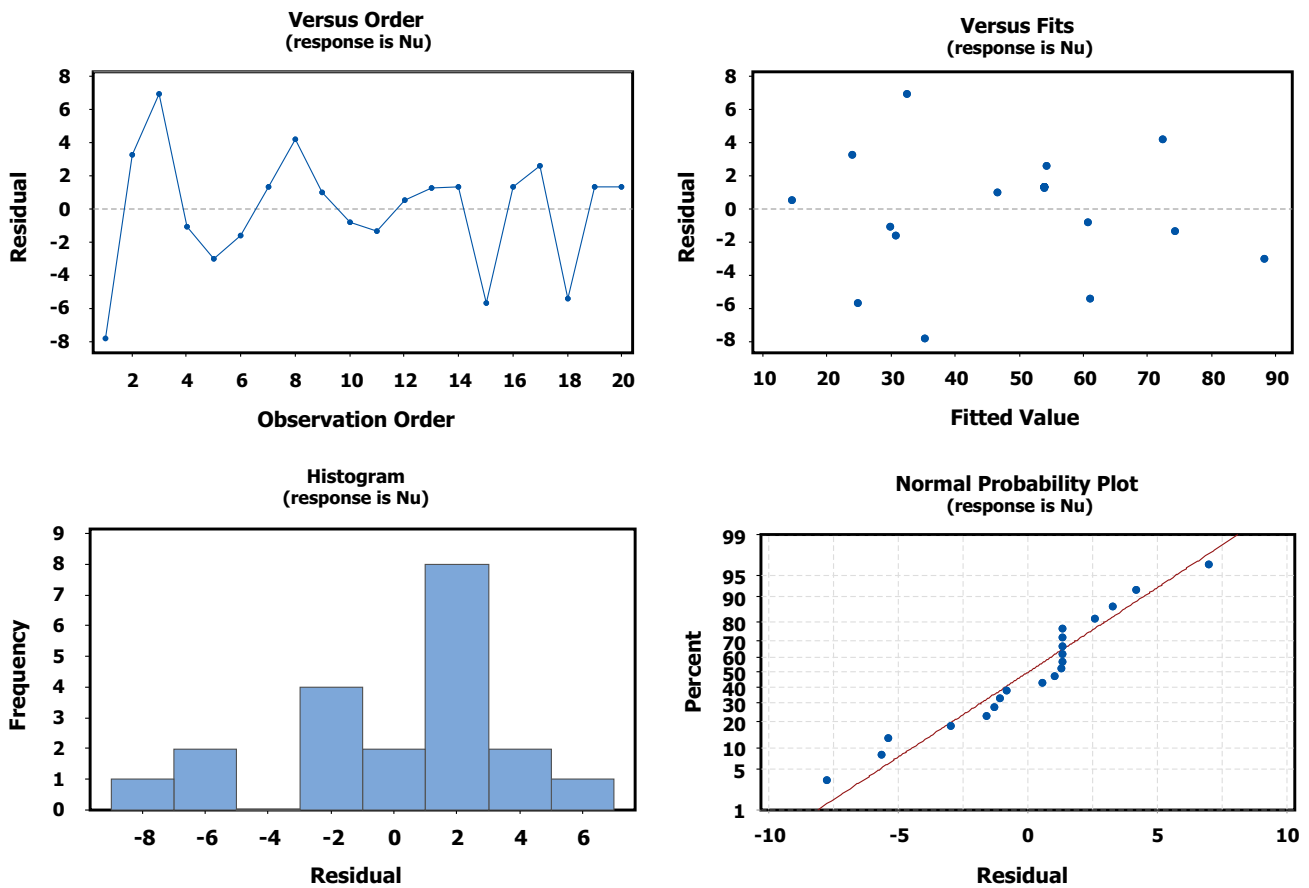 Versus Order
(response is Nu)
8
6
4
2
0
-2
-4
-6
-8
Residual
2 4 6 8 10 12 14 16 18 20
Observation Order
Versus Fits
(response is Nu)
8
6
4
2
0
-2
-4
-6
-8
Residual
10 20 30 40 50 60 70 80 90
Fitted Value
Histogram
(response is Nu)
9
8
7
6
5
4
3
2
1
0
Frequency
-8 -6 -4 -2 0 2 4 6
Residual
Normal Probability Plot
(response is Nu)
99
95
90
80
70
60
50
40
30
20
10
5
1
Percent
-10 -5 0 5 10
Residual